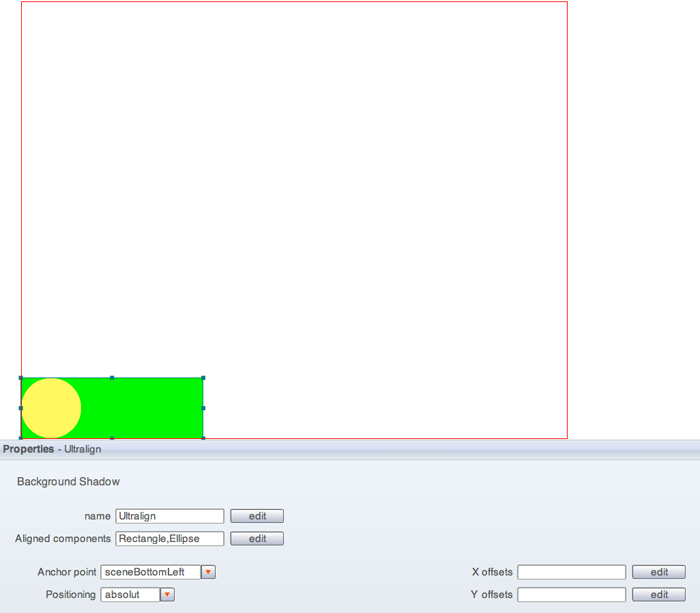 Properties - Ultralign
Background Shadow
name Ultralign edit
Aligned components Rectangle,Ellipse edit
Anchor point sceneBottomLeft X offsets edit
Positioning absolut Y offsets edit